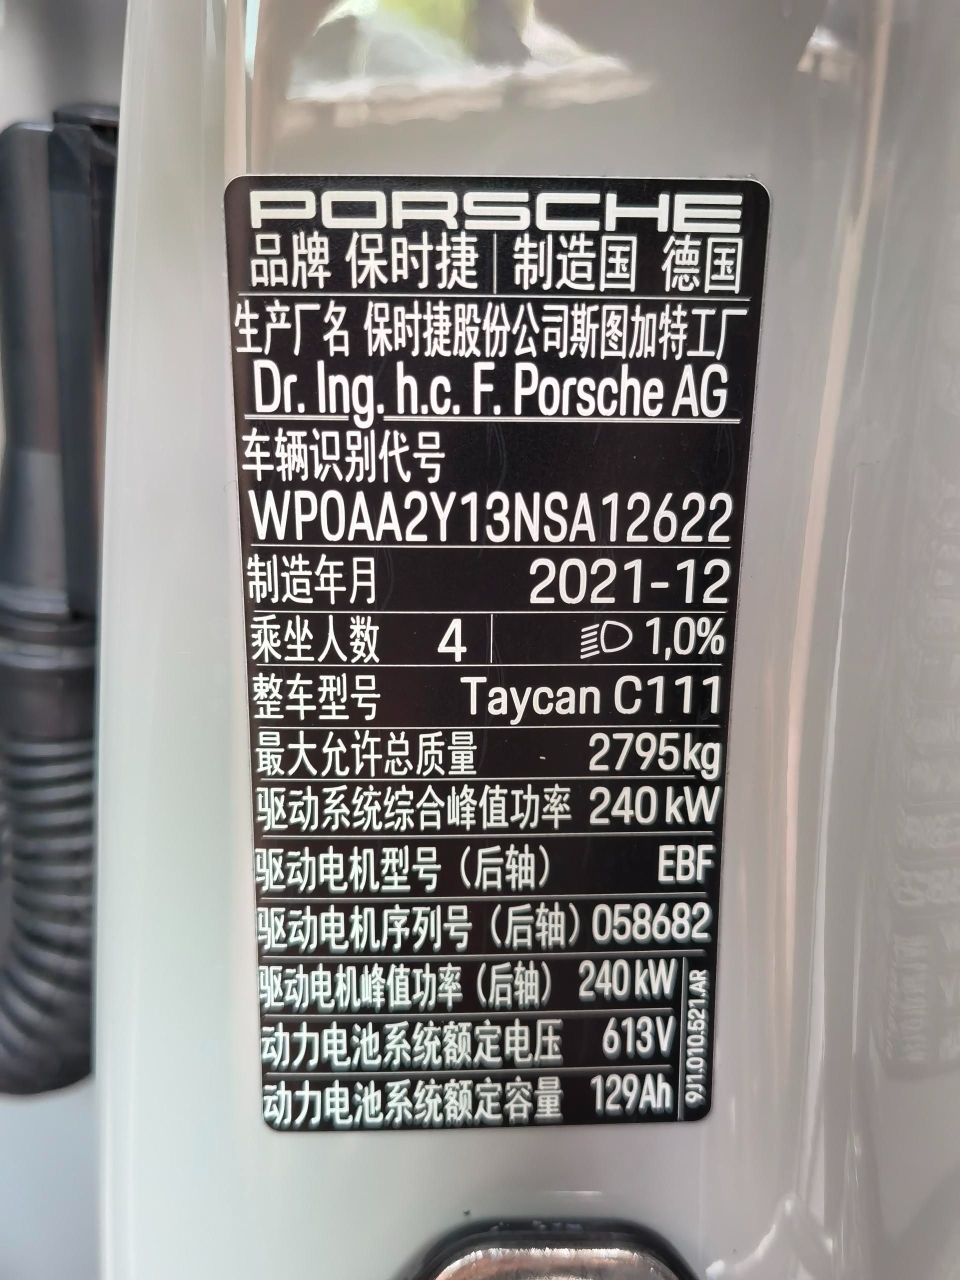 PORSCHE
品牌 保时捷 制造国 德国
生产厂名 保时捷股份公司斯图加特工厂
Dr. Ing. h.c. F. Porsche AG
车辆识别代号
WP0AA2Y13NSA12622
制造年月 2021-12
乘坐人数 4 1,0%
整车型号 Taycan C111
最大允许总质量 2795kg
驱动系统综合峰值功率 240 kW
驱动电机型号（后轴） EBF
驱动电机序列号（后轴） 058682
驱动电机峰值功率（后轴） 240 kW
动力电池系统额定电压 613V
动力电池系统额定容量 129Ah
9J1.010.521.AR